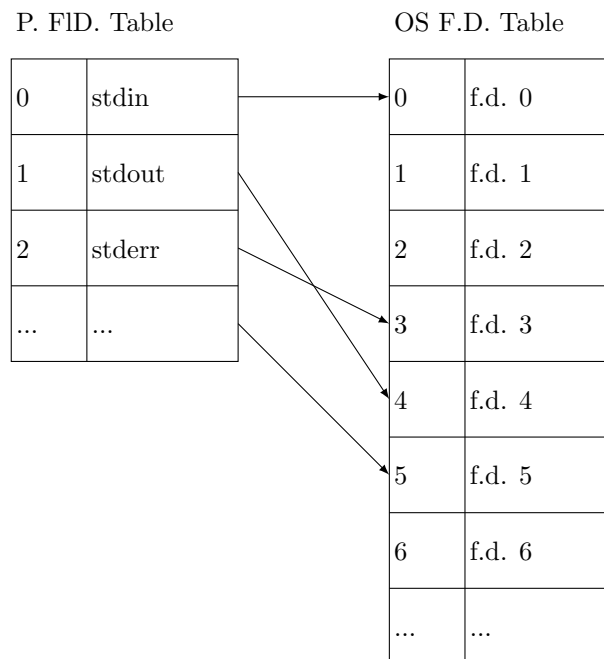 P. FlD. Table OS F.D. Table
0 stdin 0 f.d. 0
1 stdout 1 f.d. 1
2 stderr 2 f.d. 2
... ... 3 f.d. 3
4 f.d. 4
5 f.d. 5
6 f.d. 6
... ...